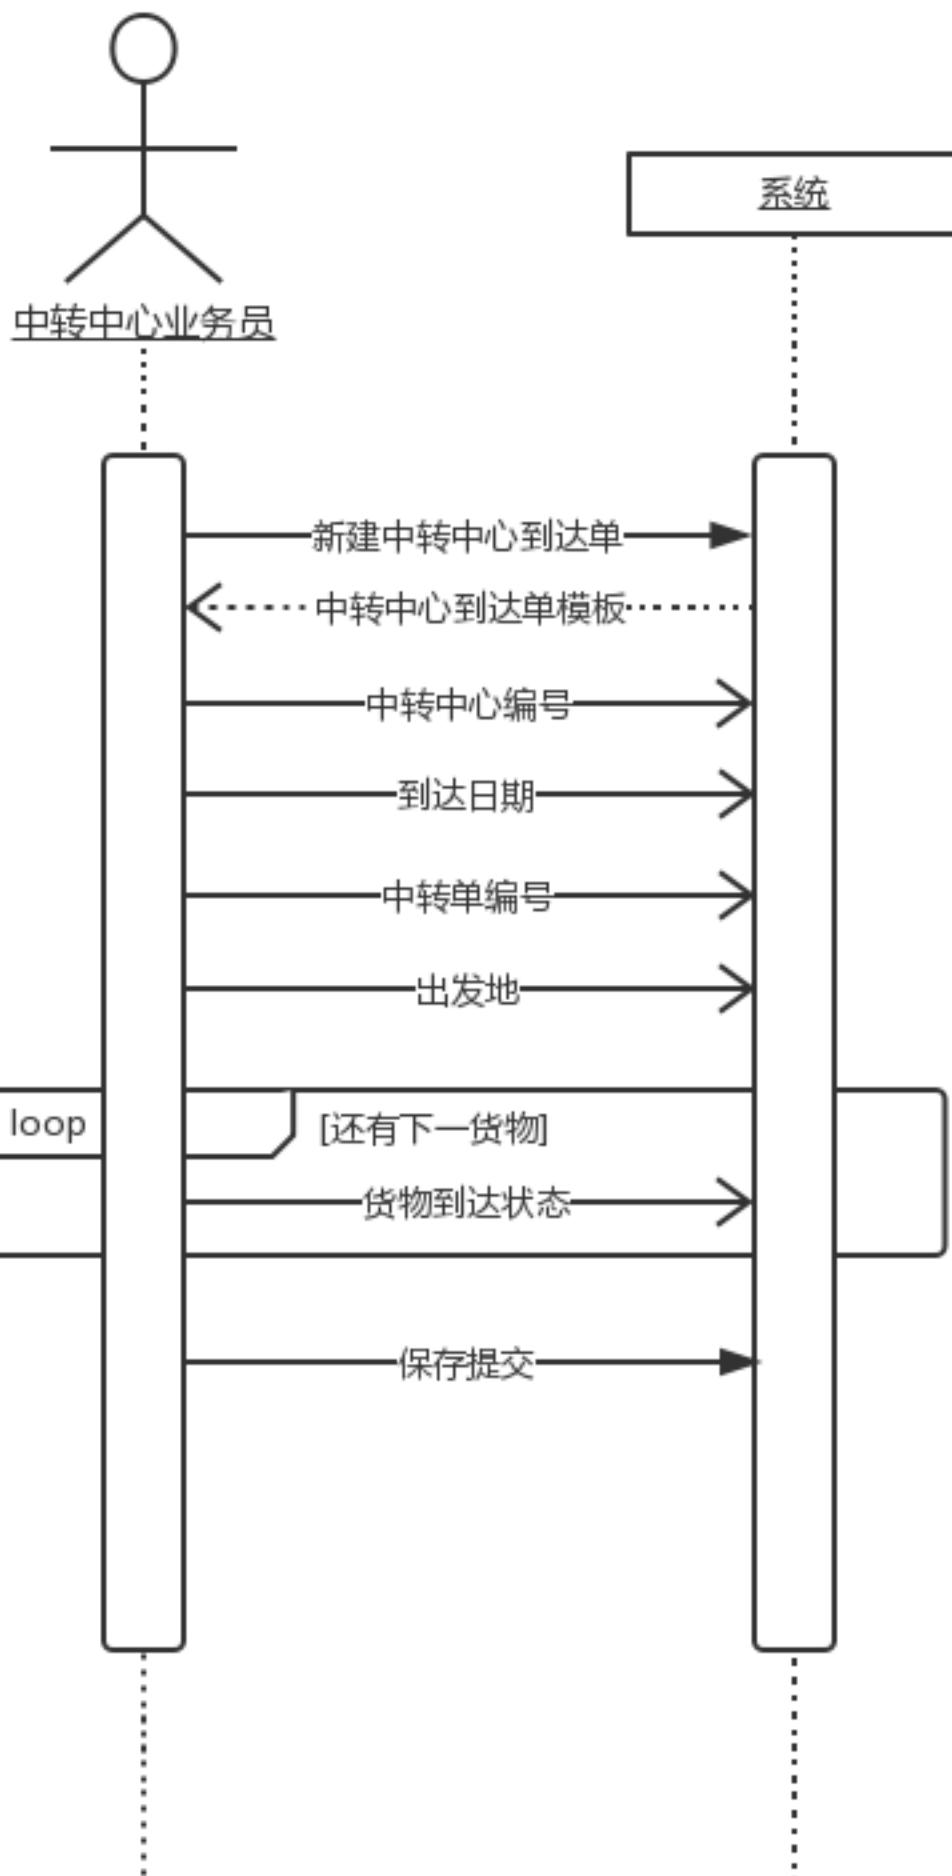 系统
中转中心业务员
新建中转中心到达单
中转中心到达单模板
中转中心编号
到达日期
中转单编号
出发地
loop
[还有下一货物]
货物到达状态
保存提交